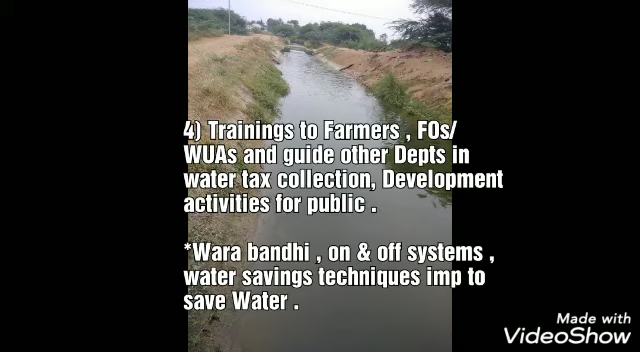 4) Trainings to Farmers , FOs/
WUAs and guide other Depts in
water tax collection, Development
activities for public .
*Wara bandhi , on & off systems ,
water savings techniques imp to
save Water .
Made with
VideoShow